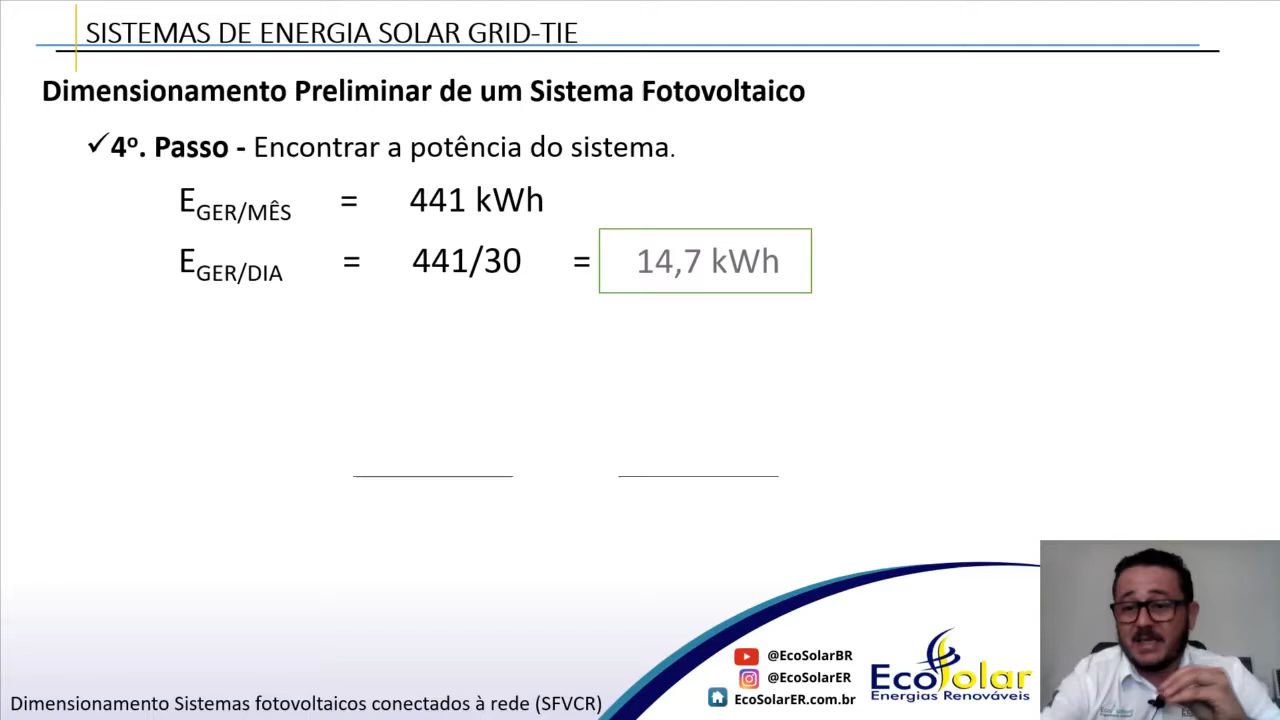 SISTEMAS DE ENERGIA SOLAR GRID-TIE
Dimensionamento Preliminar de um Sistema Fotovoltaico
✓4º. Passo - Encontrar a potência do sistema.
E GER/MÊS = 441 kWh
E GER/DIA = 441/30 = 14,7 kWh
@EcoSolarBR
@EcoSolarER
EcoSolarER.com.br
EcoSolar
Energias Renováveis
Dimensionamento Sistemas fotovoltaicos conectados à rede (SFVCR)